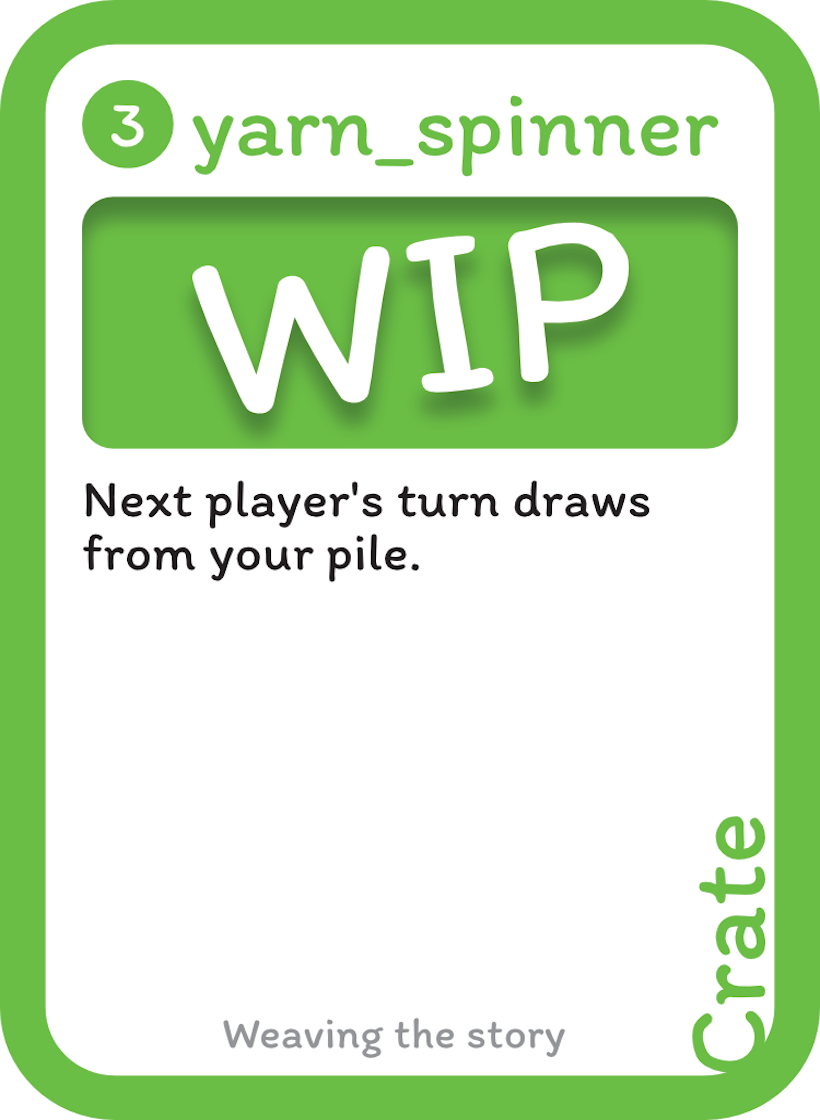 3 yarn_spinner
WIP
Next player's turn draws
from your pile.
Crate
Weaving the story